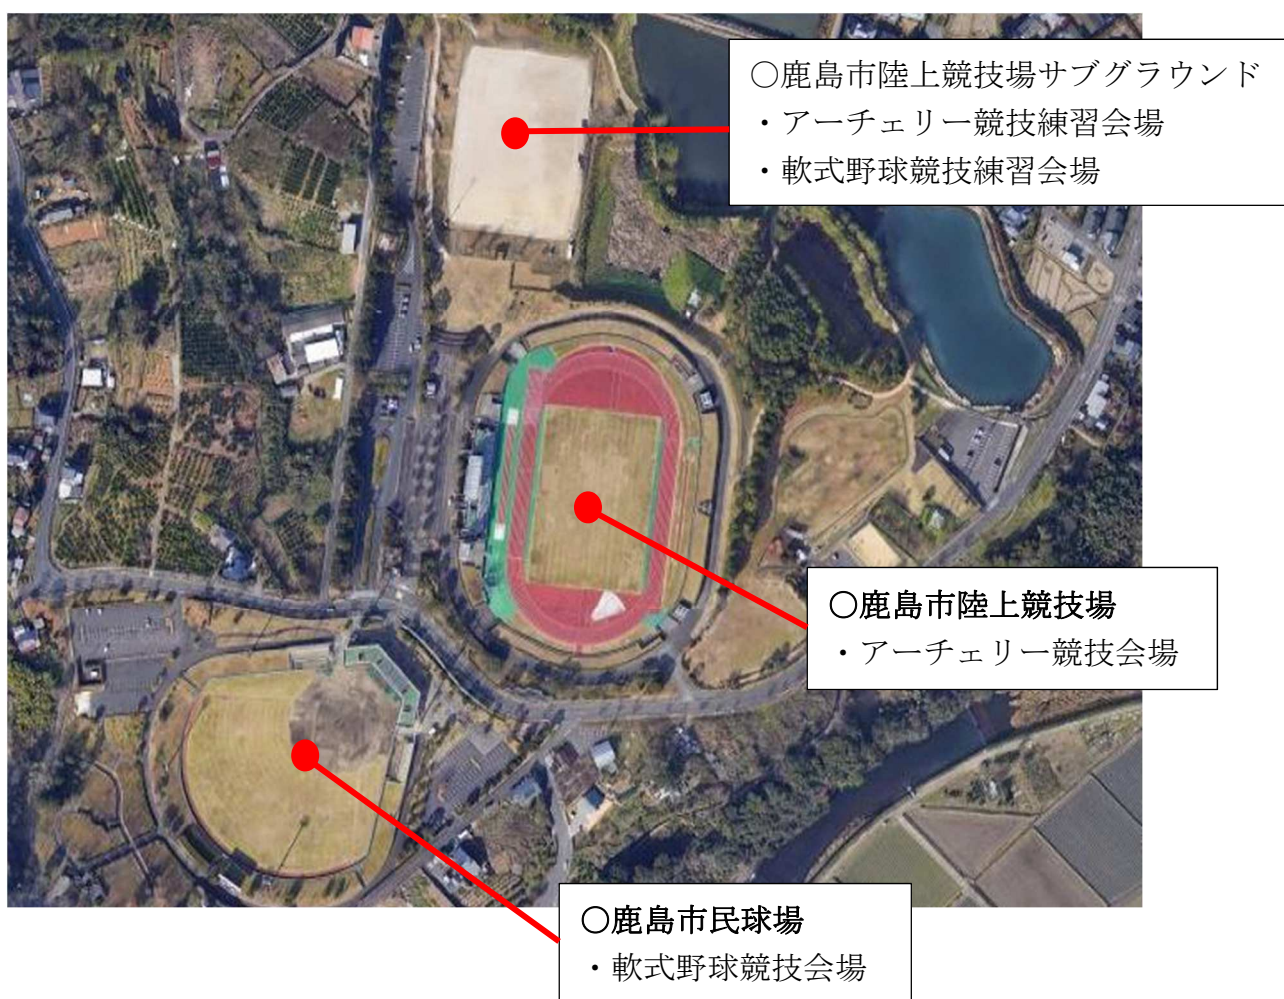 ○鹿島市陸上競技場サブグラウンド
・アーチェリー競技練習会場
・軟式野球競技練習会場
○鹿島市陸上競技場
・アーチェリー競技会場
○鹿島市民球場
・軟式野球競技会場